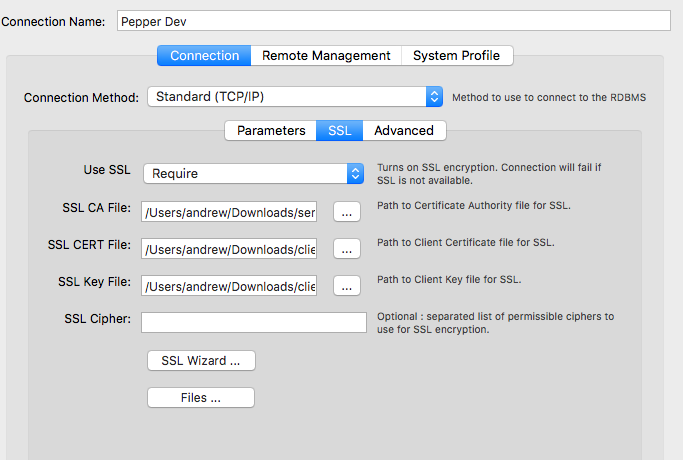 Connection Name: Pepper Dev
Connection Remote Management System Profile
Connection Method: Standard (TCP/IP) Method to use to connect to the RDBMS
Parameters SSL Advanced
Use SSL Require Turns on SSL encryption. Connection will fail if
SSL is not available.
SSL CA File: /Users/andrew/Downloads/ser ... Path to Certificate Authority file for SSL.
SSL CERT File: /Users/andrew/Downloads/clie ... Path to Client Certificate file for SSL.
SSL Key File: /Users/andrew/Downloads/clie ... Path to Client Key file for SSL.
SSL Cipher: Optional : separated list of permissible ciphers to
use for SSL encryption.
SSL Wizard ...
Files ...